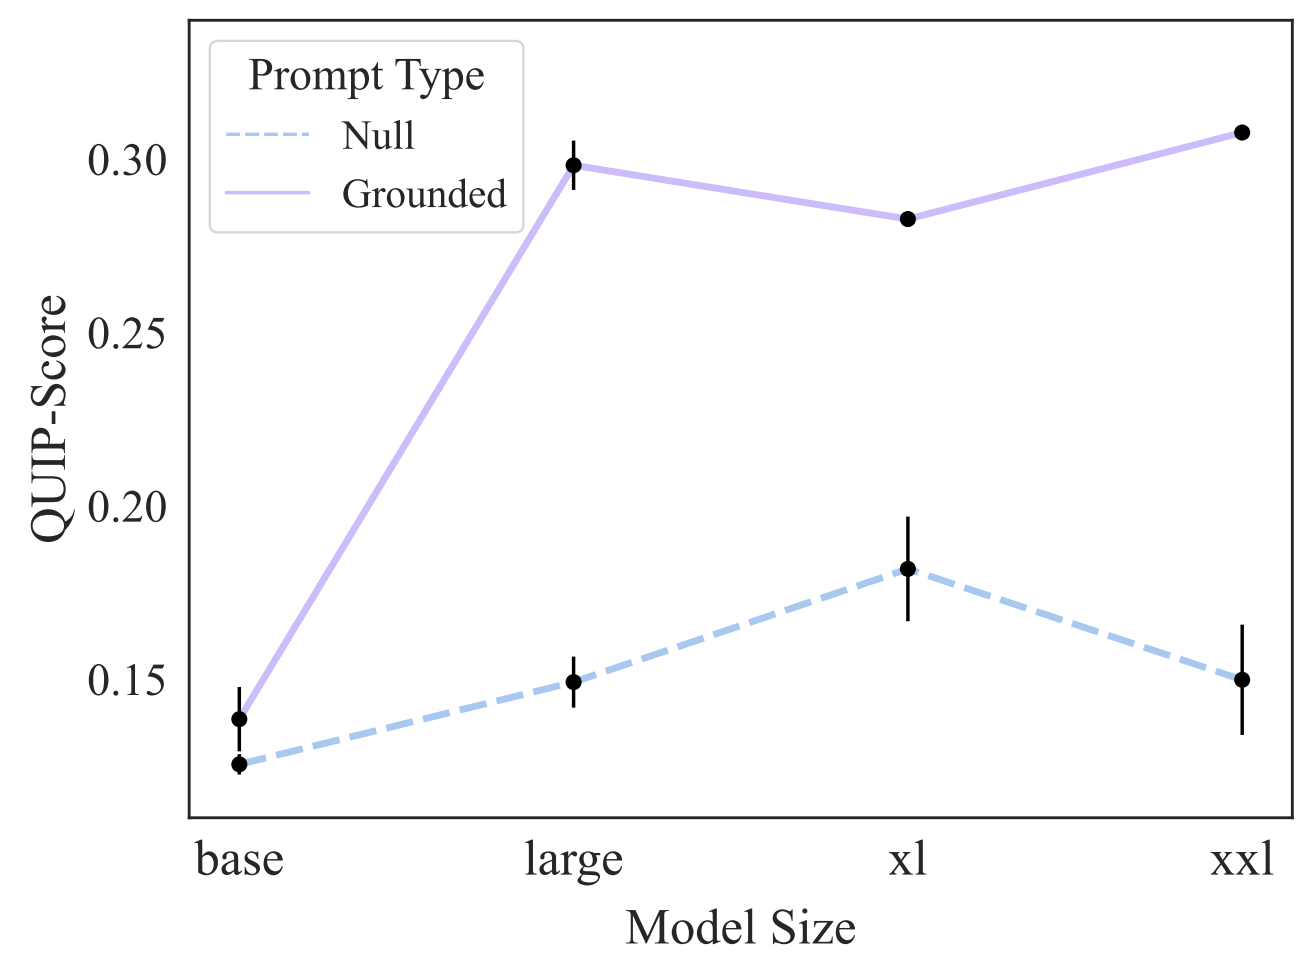 Prompt Type
Null
Grounded
0.30
0.25
0.20
0.15
QUIP-Score
base
large
xl
xxl
Model Size